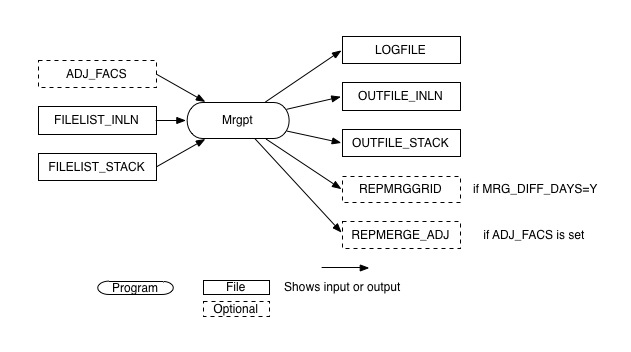 LOGFILE
ADJ_FACS
OUTFILE_INLN
FILELIST_INLN
Mrgpt
OUTFILE_STACK
FILELIST_STACK
REPMRGGRID if MRG_DIFF_DAYS=Y
REPMERGE_ADJ if ADJ_FACS is set
Program
File
Shows input or output
Optional